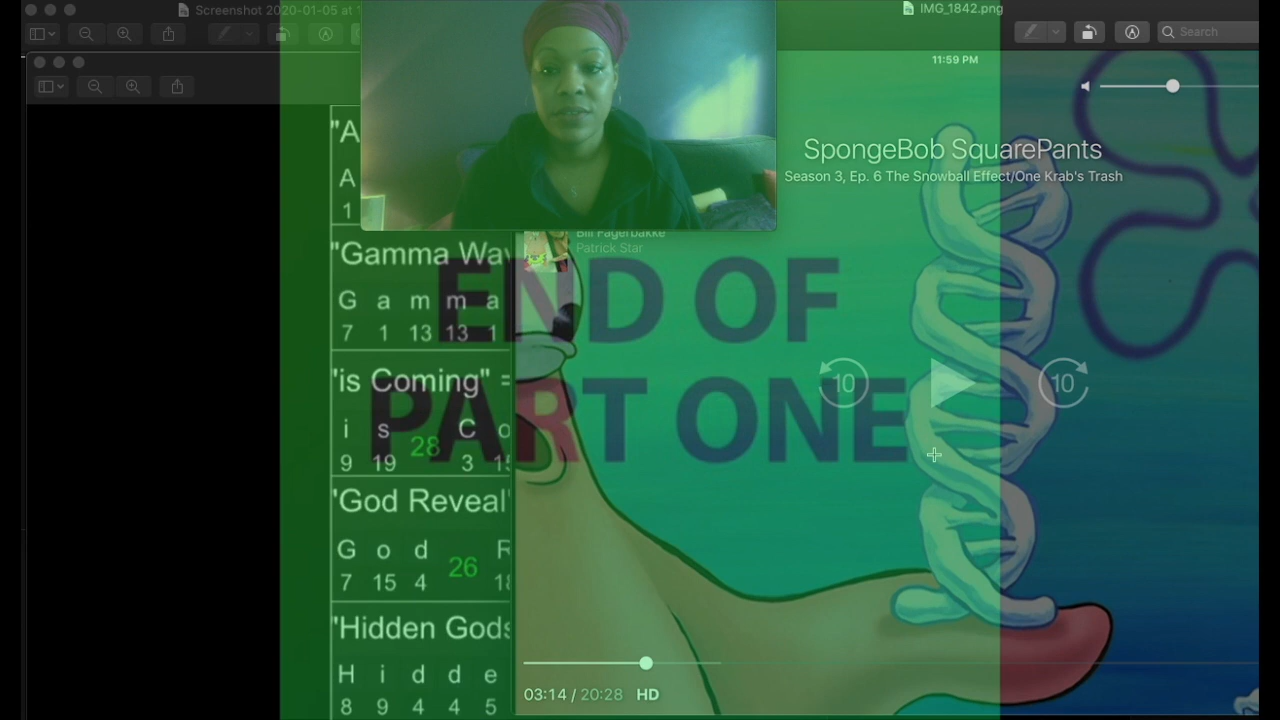 Screenshot 2020-01-05 at 1
IMG_1842.png
Search
11:59 PM
SpongeBob SquarePants
Season 3, Ep. 6 The Snowball Effect/One Krab's Trash
Bill Fagerbakke
Patrick Star
END OF
PART ONE
10
10
03:14 / 20:28 HD
"A
A
1
"Gamma Wav
G a m m a
7 1 13 13 1
"is Coming" =
i s 28 C o
9 19 3 15
"God Reveal"
G o d 26 R
7 15 4 18
"Hidden Gods
H i d d e
8 9 4 4 5